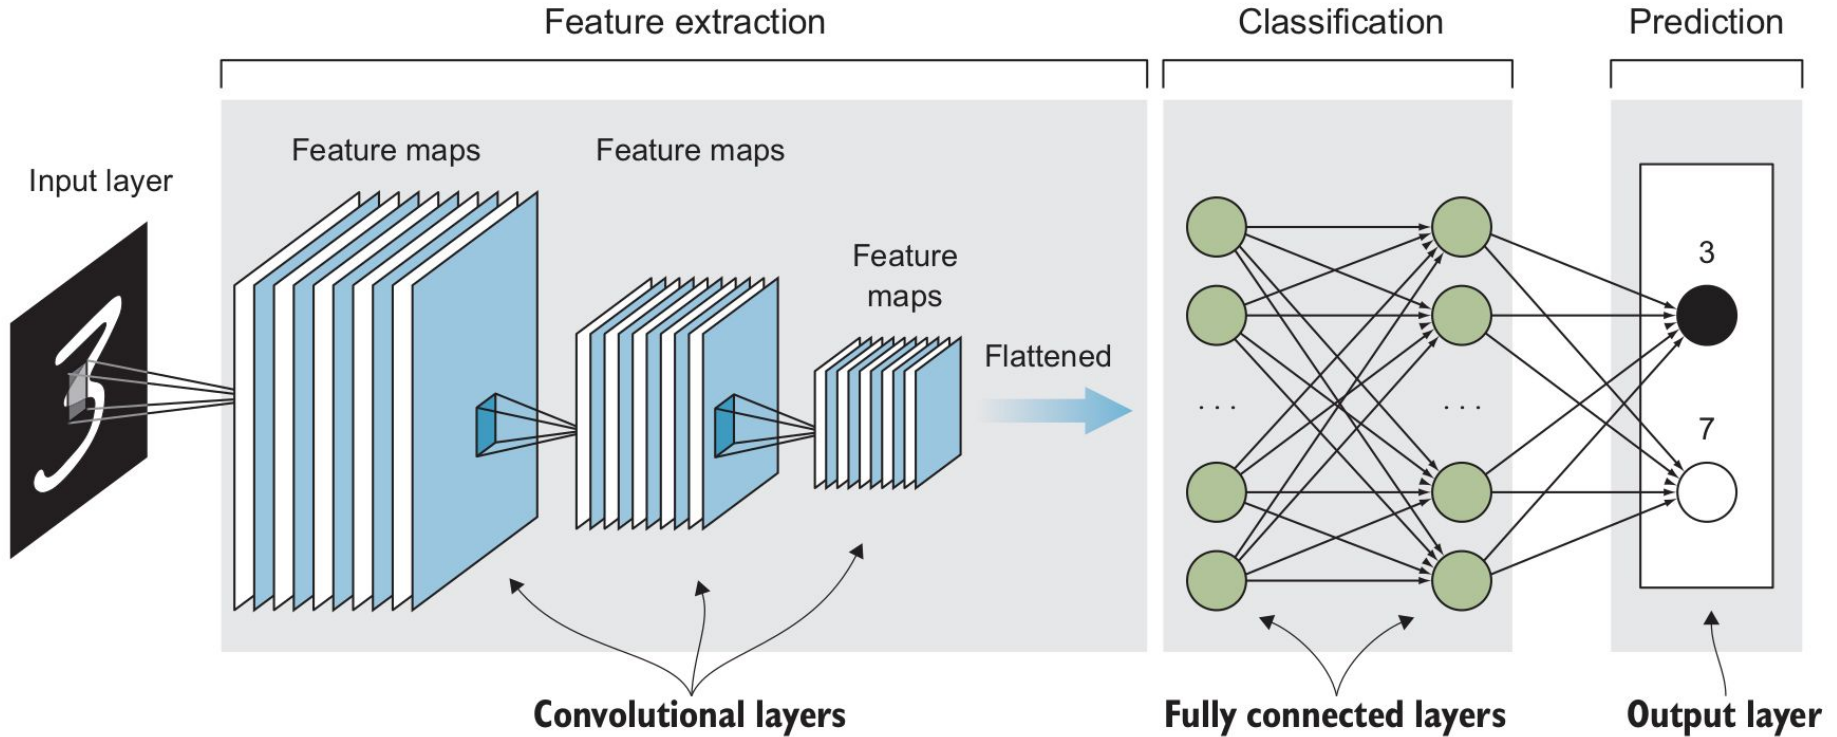 Feature extraction
Classification
Prediction
Input layer
Feature maps
Feature maps
Feature
maps
Flattened
. . .
. . .
3
7
Convolutional layers
Fully connected layers
Output layer